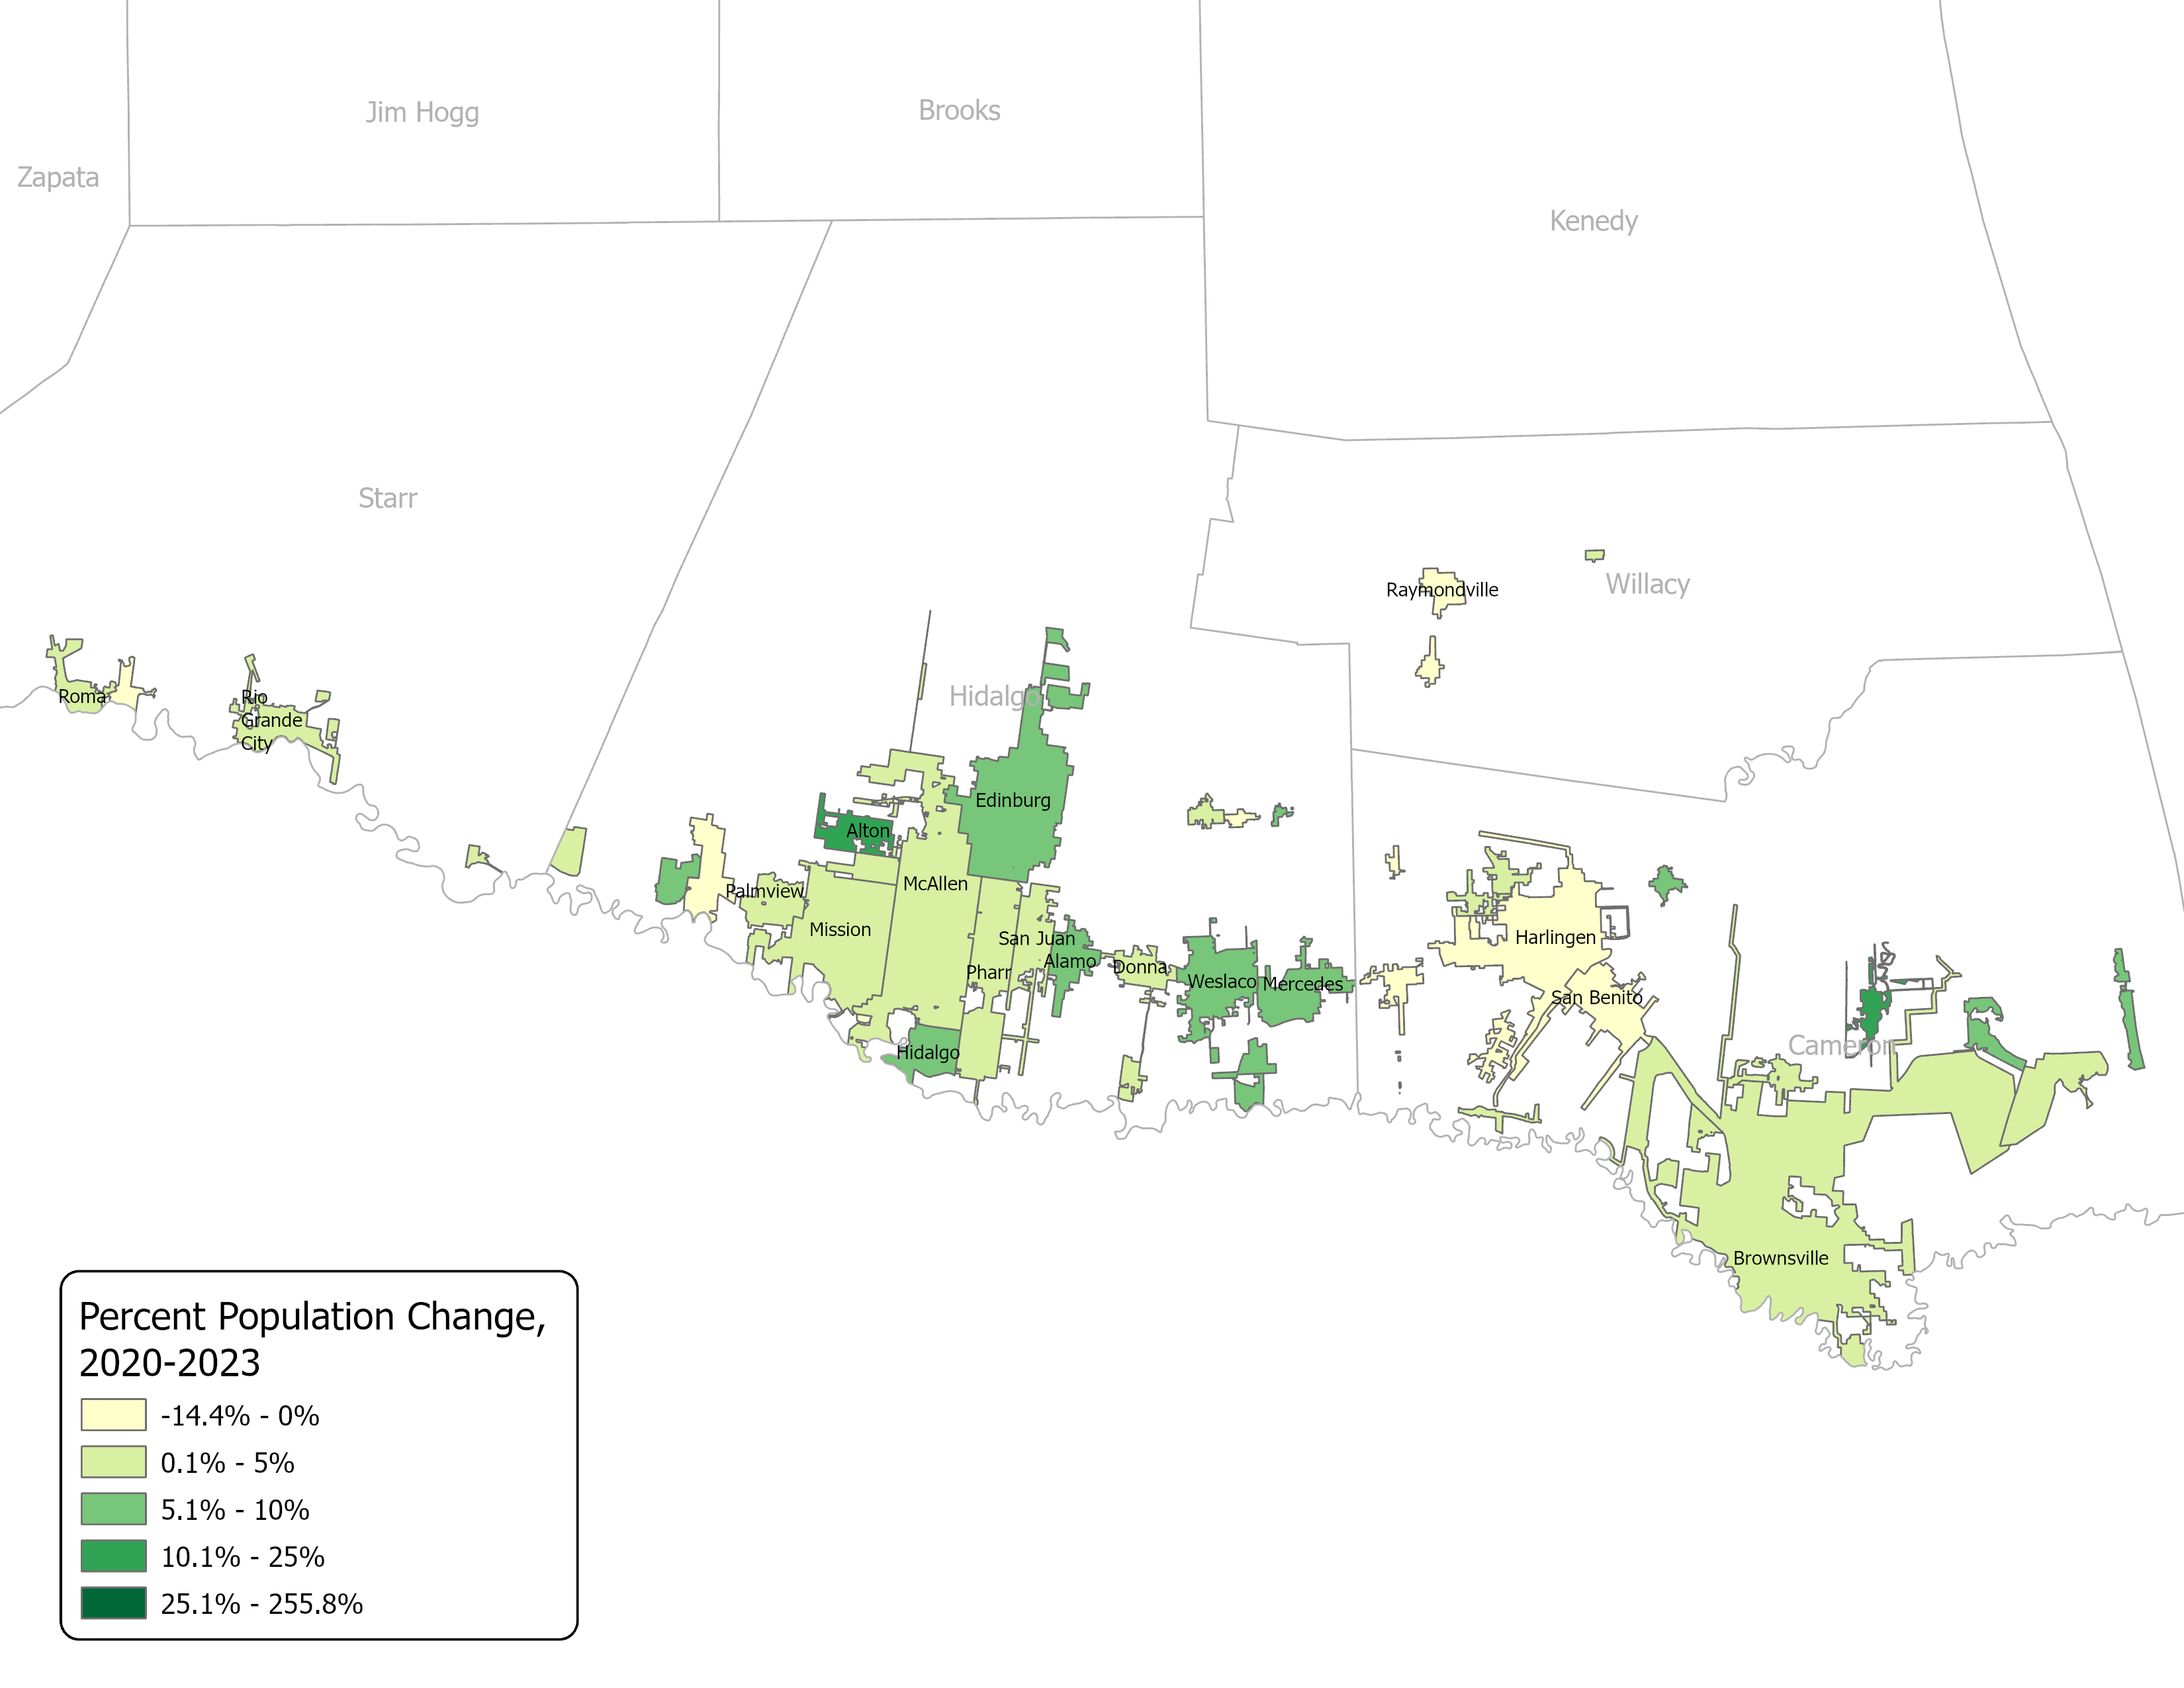 Jim Hogg
Brooks
Zapata
Kenedy
Starr
Raymondville
Willacy
Roma
Rio
Grande
City
Hidalgo
Edinburg
Alton
McAllen
Palmview
Mission
San Juan
Harlingen
Alamo
Donna
Pharr
Weslaco
Mercedes
San Benito
Hidalgo
Cameron
Brownsville
Percent Population Change,
2020-2023
-14.4% - 0%
0.1% - 5%
5.1% - 10%
10.1% - 25%
25.1% - 255.8%